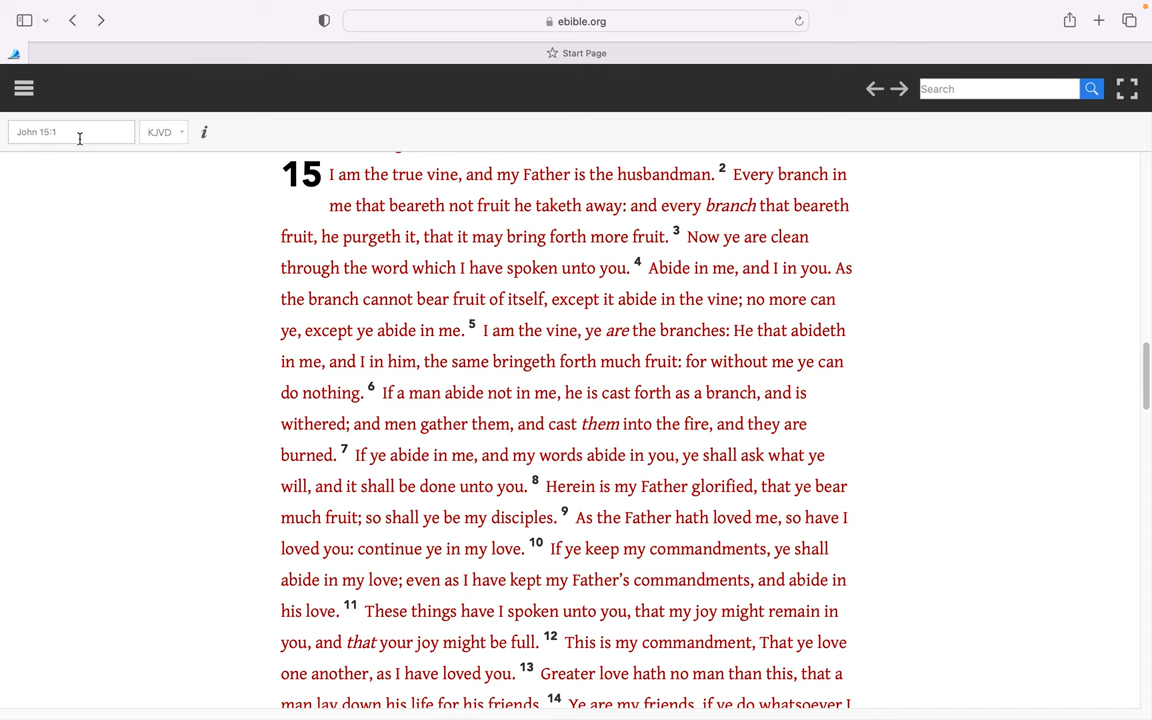 ebible.org
Start Page
Search
John 15:1
KJVD
i
15 I am the true vine, and my Father is the husbandman. 2 Every branch in
me that beareth not fruit he taketh away: and every branch that beareth
fruit, he purgeth it, that it may bring forth more fruit. 3 Now ye are clean
through the word which I have spoken unto you. 4 Abide in me, and I in you. As
the branch cannot bear fruit of itself, except it abide in the vine; no more can
ye, except ye abide in me. 5 I am the vine, ye are the branches: He that abideth
in me, and I in him, the same bringeth forth much fruit: for without me ye can
do nothing. 6 If a man abide not in me, he is cast forth as a branch, and is
withered; and men gather them, and cast them into the fire, and they are
burned. 7 If ye abide in me, and my words abide in you, ye shall ask what ye
will, and it shall be done unto you. 8 Herein is my Father glorified, that ye bear
much fruit; so shall ye be my disciples. 9 As the Father hath loved me, so have I
loved you: continue ye in my love. 10 If ye keep my commandments, ye shall
abide in my love; even as I have kept my Father’s commandments, and abide in
his love. 11 These things have I spoken unto you, that my joy might remain in
you, and that your joy might be full. 12 This is my commandment, That ye love
one another, as I have loved you. 13 Greater love hath no man than this, that a
man lay down his life for his friends. 14 Ye are my friends, if ye do whatsoever I